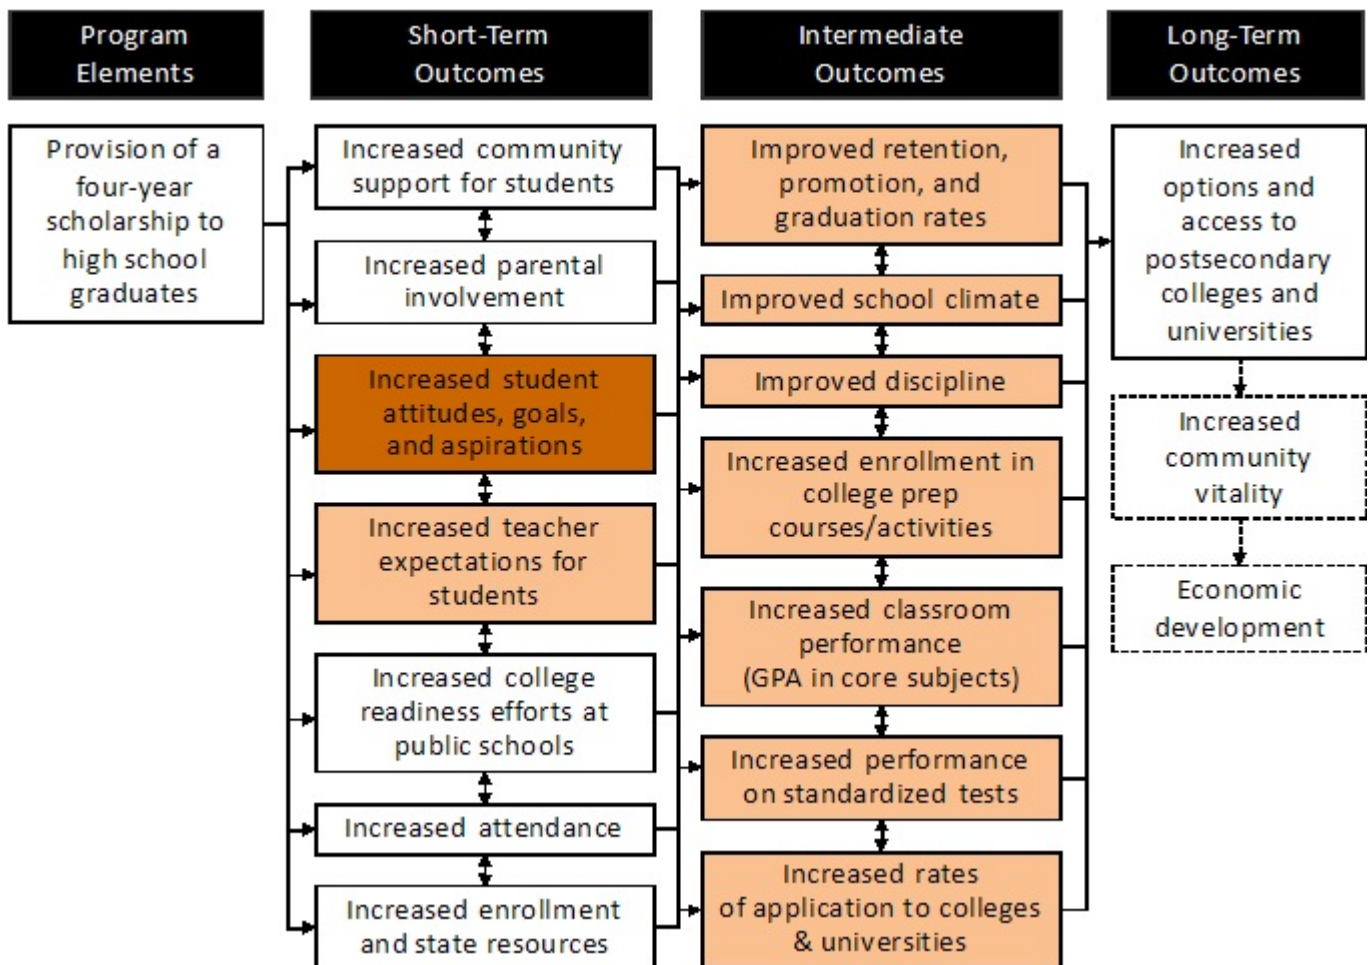 Program
Elements
Short-Term
Outcomes
Intermediate
Outcomes
Long-Term
Outcomes
Provision of a
four-year
scholarship to
high school
graduates
Increased community
support for students
Increased parental
involvement
Increased student
attitudes, goals,
and aspirations
Increased teacher
expectations for
students
Increased college
readiness efforts at
public schools
Increased attendance
Increased enrollment
and state resources
Improved retention,
promotion, and
graduation rates
Improved school climate
Improved discipline
Increased enrollment in
college prep
courses/activities
Increased classroom
performance
(GPA in core subjects)
Increased performance
on standardized tests
Increased rates
of application to colleges
& universities
Increased
options and
access to
postsecondary
colleges and
universities
Increased
community
vitality
Economic
development